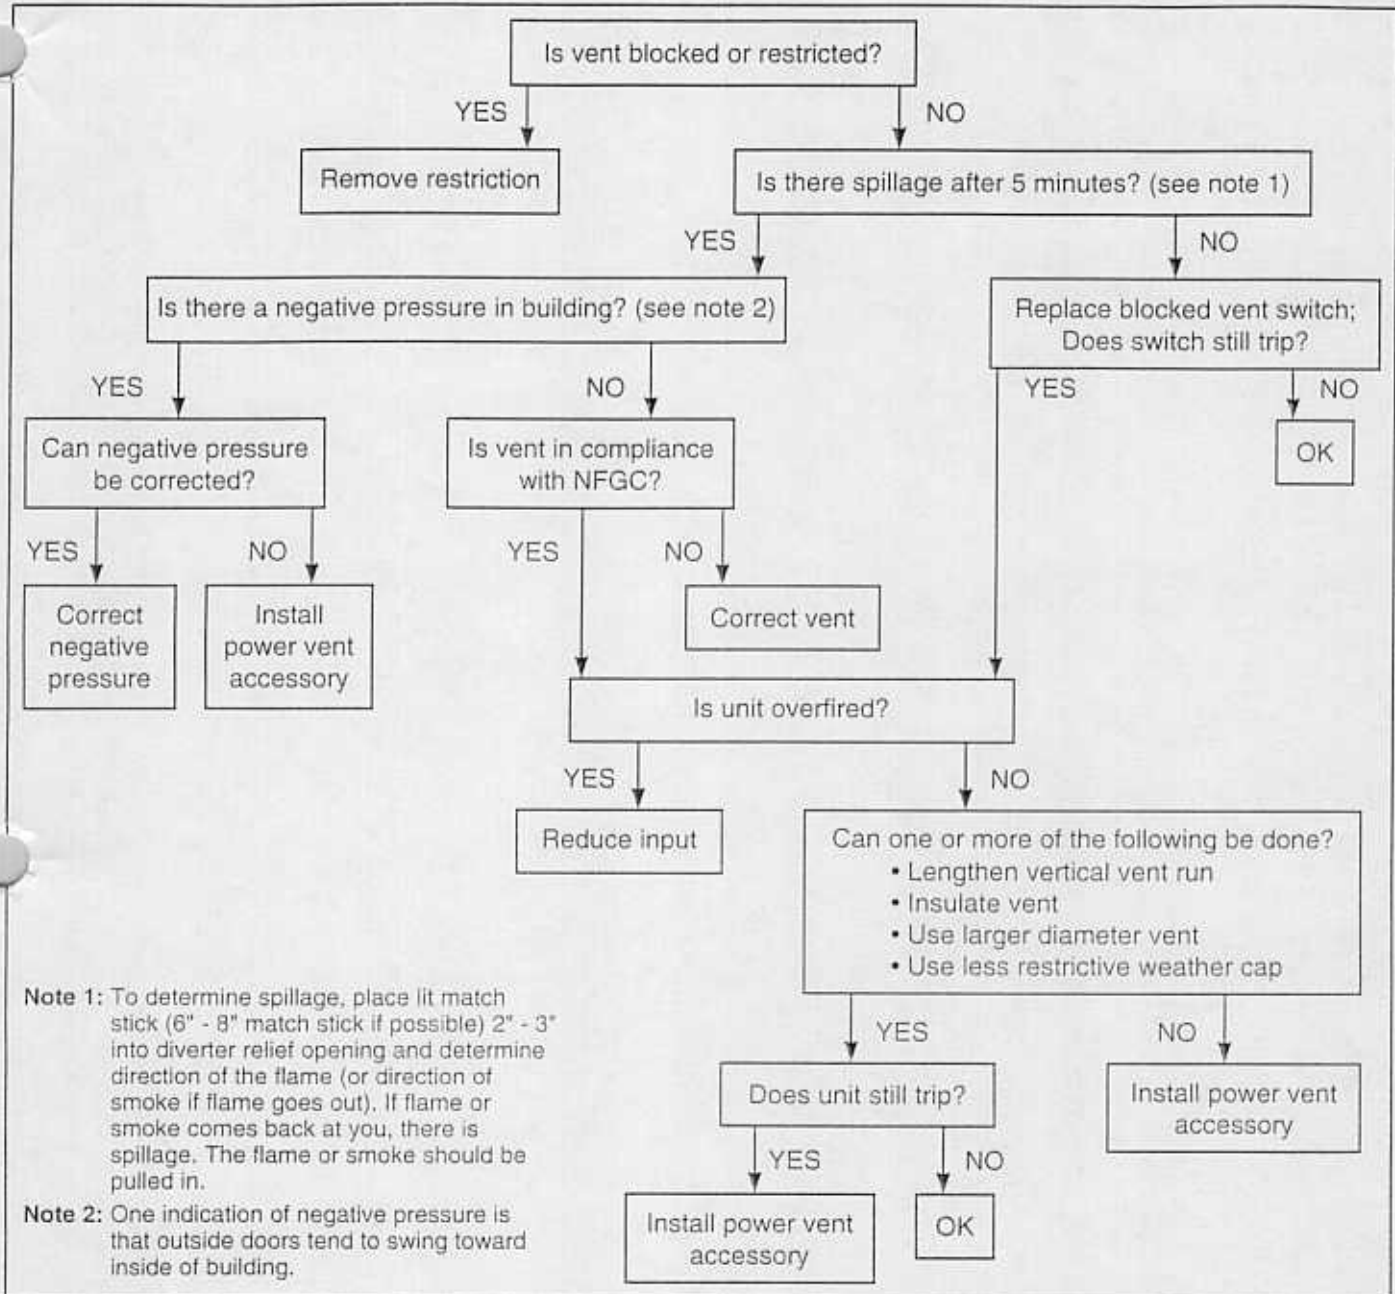 Is vent blocked or restricted?
YES
NO
Remove restriction
Is there spillage after 5 minutes? (see note 1)
YES
NO
Is there a negative pressure in building? (see note 2)
Replace blocked vent switch;
Does switch still trip?
YES
NO
YES
NO
Can negative pressure
be corrected?
Is vent in compliance
with NFGC?
OK
YES
NO
YES
NO
Correct
negative
pressure
Install
power vent
accessory
Correct vent
Is unit overfired?
YES
NO
Reduce input
Can one or more of the following be done?
• Lengthen vertical vent run
• Insulate vent
• Use larger diameter vent
• Use less restrictive weather cap
YES
NO
Does unit still trip?
Install power vent
accessory
YES
NO
Install power vent
accessory
OK
Note 1: To determine spillage, place lit match
stick (6" - 8" match stick if possible) 2" - 3"
into diverter relief opening and determine
direction of the flame (or direction of
smoke if flame goes out). If flame or
smoke comes back at you, there is
spillage. The flame or smoke should be
pulled in.
Note 2: One indication of negative pressure is
that outside doors tend to swing toward
inside of building.